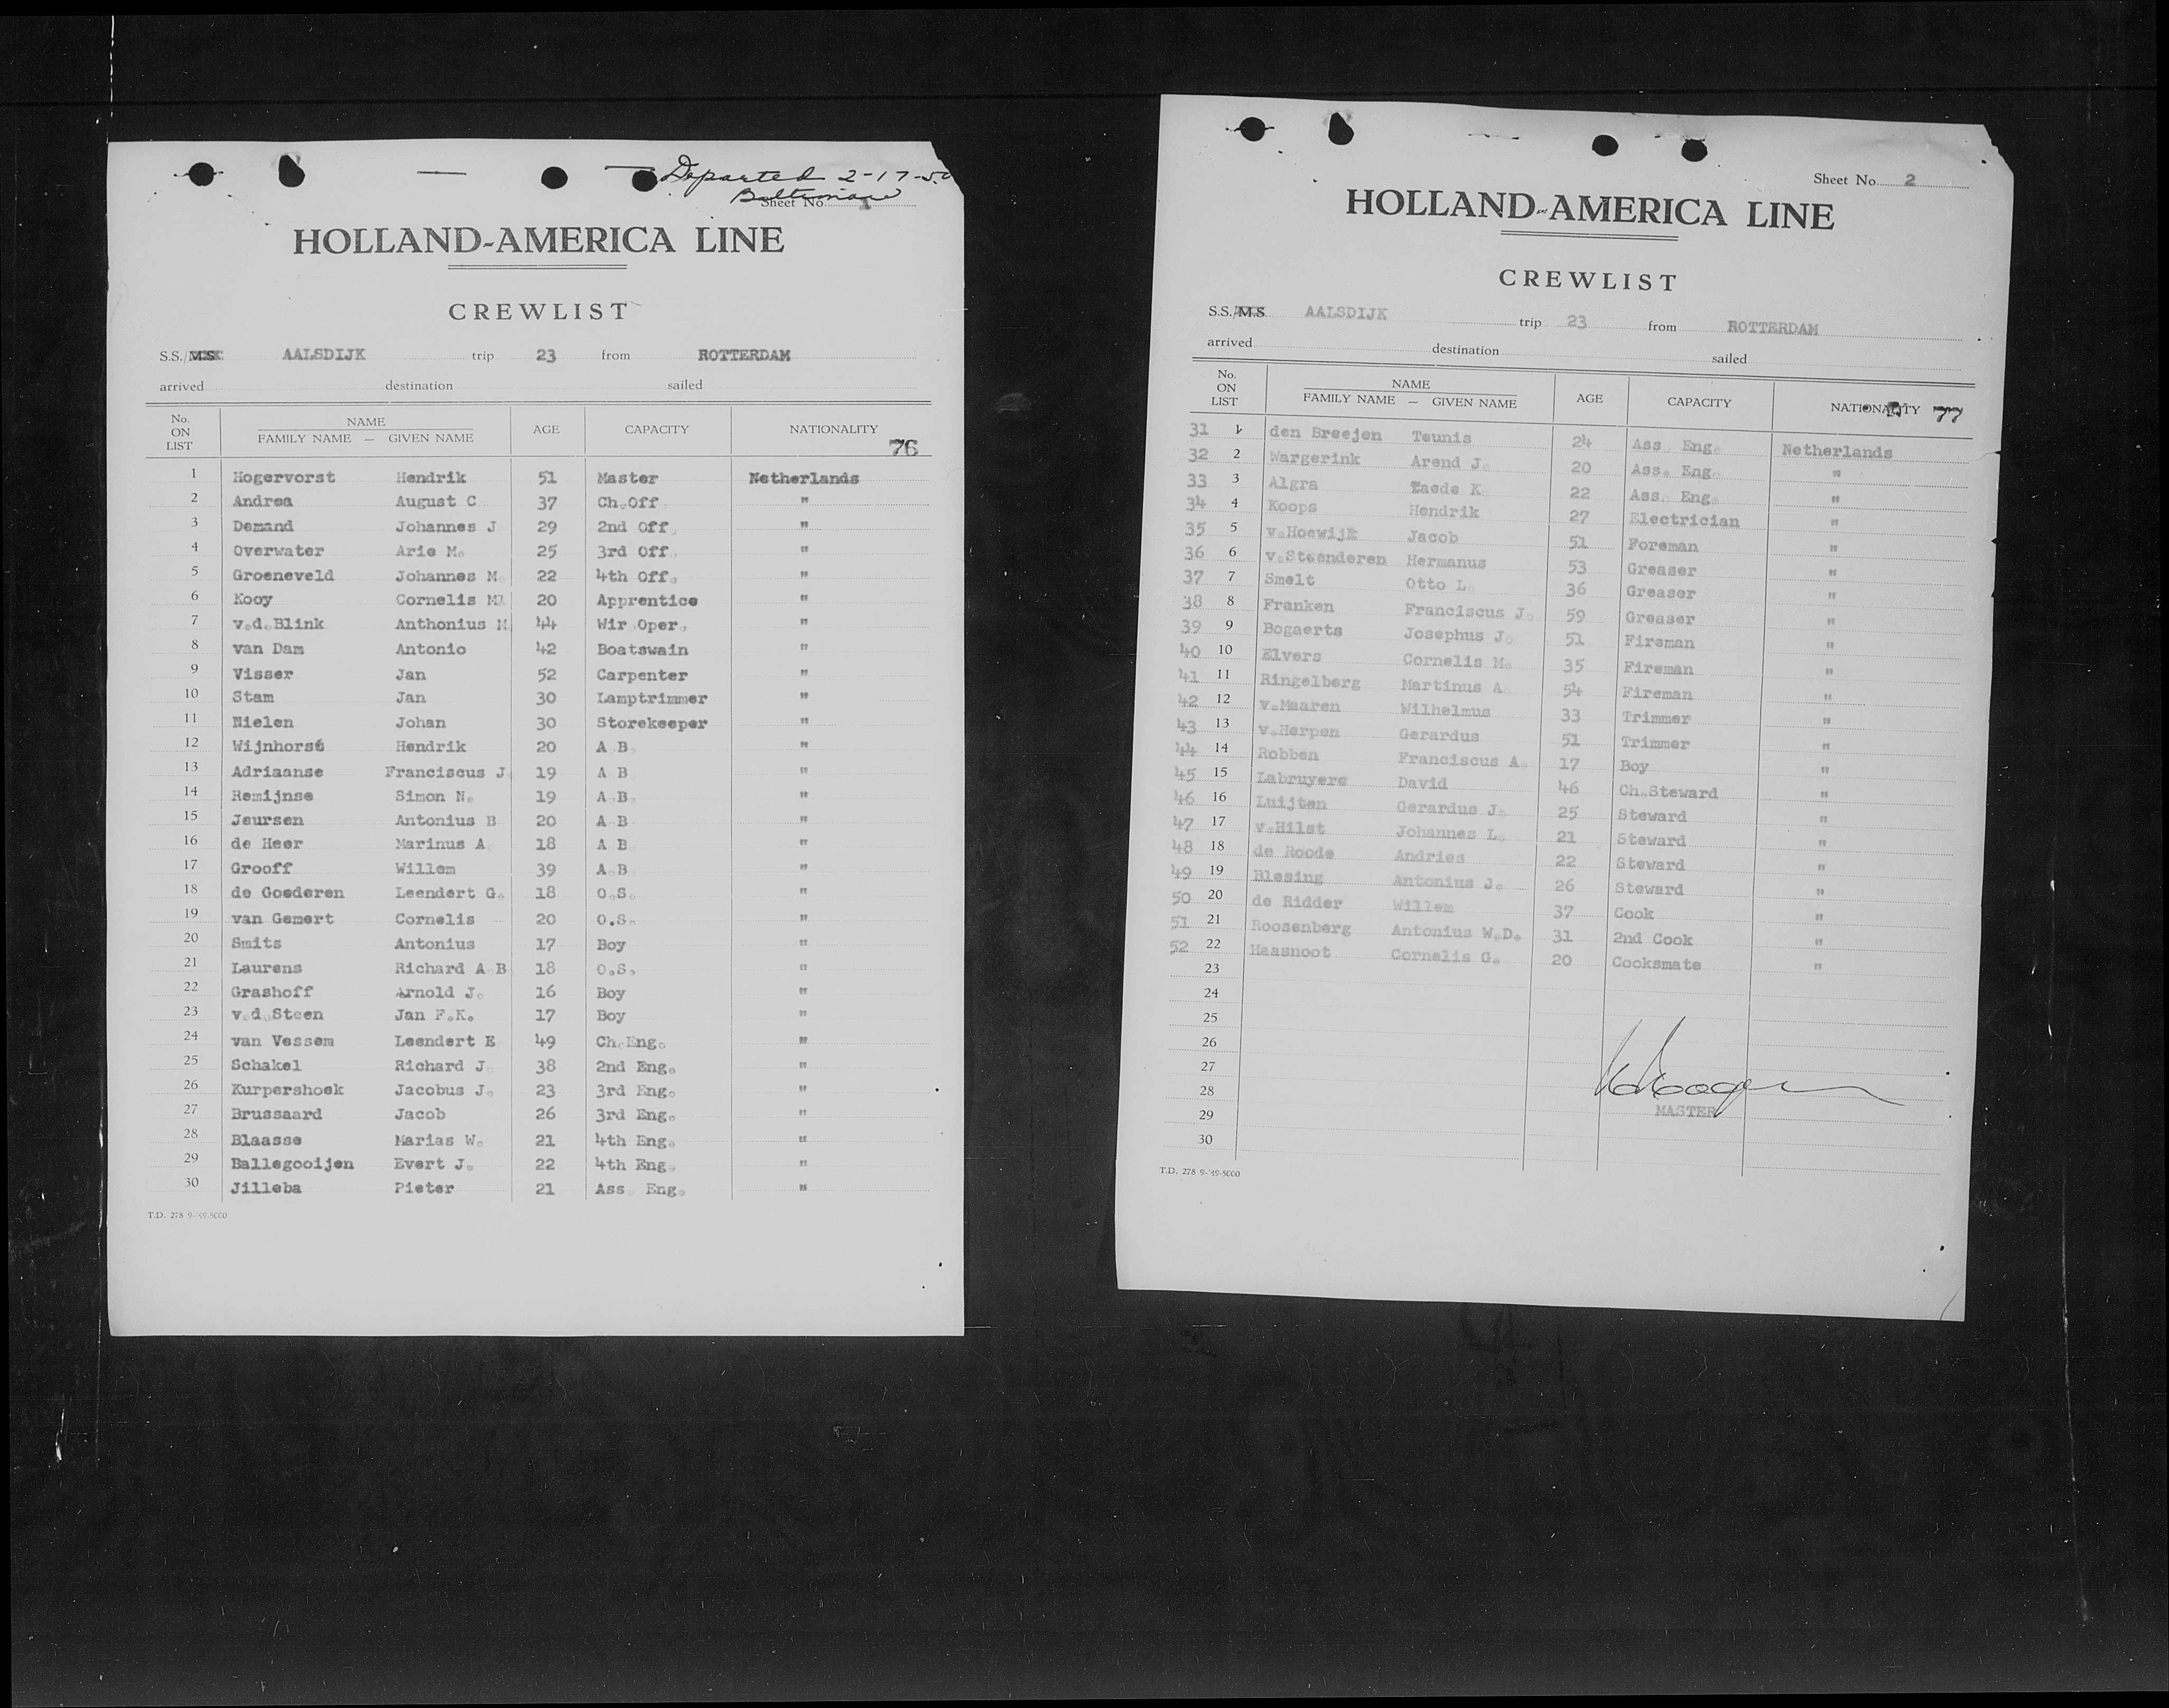 Departed 2-17-50
Baltimore
Sheet No. 1
HOLLAND-AMERICA LINE
CREWLIST
S.S./M.S. AALSDIJK trip 23 from ROTTERDAM
arrived destination sailed
No. ON LIST NAME FAMILY NAME — GIVEN NAME AGE CAPACITY NATIONALITY
76
1 Hogervorst Hendrik 51 Master Netherlands
2 Andrea August C 37 Ch.Off. "
3 Demand Johannes J 29 2nd Off. "
4 Overwater Arie M. 25 3rd Off. "
5 Groeneveld Johannes M. 22 4th Off. "
6 Kooy Cornelis M. 20 Apprentice "
7 v.d.Blink Anthonius M. 44 Wir.Oper. "
8 van Dam Antonio 42 Boatswain "
9 Visser Jan 52 Carpenter "
10 Stam Jan 30 Lamptrimmer "
11 Nielen Johan 30 Storekeeper "
12 Wijnhorst Hendrik 20 A.B. "
13 Adriaanse Franciscus J. 19 A.B "
14 Remijnse Simon N. 19 A.B. "
15 Jeursen Antonius B 20 A.B "
16 de Heer Marinus A. 18 A B "
17 Grooff Willem 39 A.B. "
18 de Goederen Leendert G. 18 O.S. "
19 van Gemert Cornelis 20 O.S. "
20 Smits Antonius 17 Boy "
21 Laurens Richard A.B 18 O.S. "
22 Grashoff Arnold J. 16 Boy "
23 v.d.Steen Jan F.K. 17 Boy "
24 van Vessem Leendert E 49 Ch.Eng. "
25 Schakel Richard J. 38 2nd Eng. "
26 Kurpershoek Jacobus J. 23 3rd Eng. "
27 Brussaard Jacob 26 3rd Eng. "
28 Blaasse Marias W. 21 4th Eng. "
29 Ballegooijen Evert J. 22 4th Eng. "
30 Jilleba Pieter 21 Ass. Eng. "
T.D. 278 9-'49-5000
Sheet No. 2
HOLLAND-AMERICA LINE
CREWLIST
S.S./M.S. AALSDIJK trip 23 from ROTTERDAM
arrived destination sailed
No. ON LIST NAME FAMILY NAME — GIVEN NAME AGE CAPACITY NATIONALITY
77
31 1 den Breejen Teunis 24 Ass. Eng. Netherlands
32 2 Wargerink Arend J. 20 Ass. Eng. "
33 3 Algra Taede K. 22 Ass. Eng. "
34 4 Koops Hendrik 27 Electrician "
35 5 v.Hoewijk Jacob 51 Foreman "
36 6 v.Steenderen Hermanus 53 Greaser "
37 7 Smelt Otto L. 36 Greaser "
38 8 Franken Franciscus J. 59 Greaser "
39 9 Bogaerts Josephus J. 51 Fireman "
40 10 Elvers Cornelis M. 35 Fireman "
41 11 Ringelberg Martinus A. 54 Fireman "
42 12 v.Maaren Wilhelmus 33 Trimmer "
43 13 v.Herpen Gerardus 51 Trimmer "
44 14 Robben Franciscus A. 17 Boy "
45 15 Labruyere David 46 Ch.Steward "
46 16 Luijten Gerardus J. 25 Steward "
47 17 v.Hilst Johannes L. 21 Steward "
48 18 de Roode Andries 22 Steward "
49 19 Blesing Antonius J. 26 Steward "
50 20 de Ridder Willem 37 Cook "
51 21 Roosenberg Antonius W.D. 31 2nd Cook "
52 22 Haasnoot Cornelis G. 20 Cooksmate "
23
24
25
26
27
28
29
30
MASTER
T.D. 278 9-'49-5000